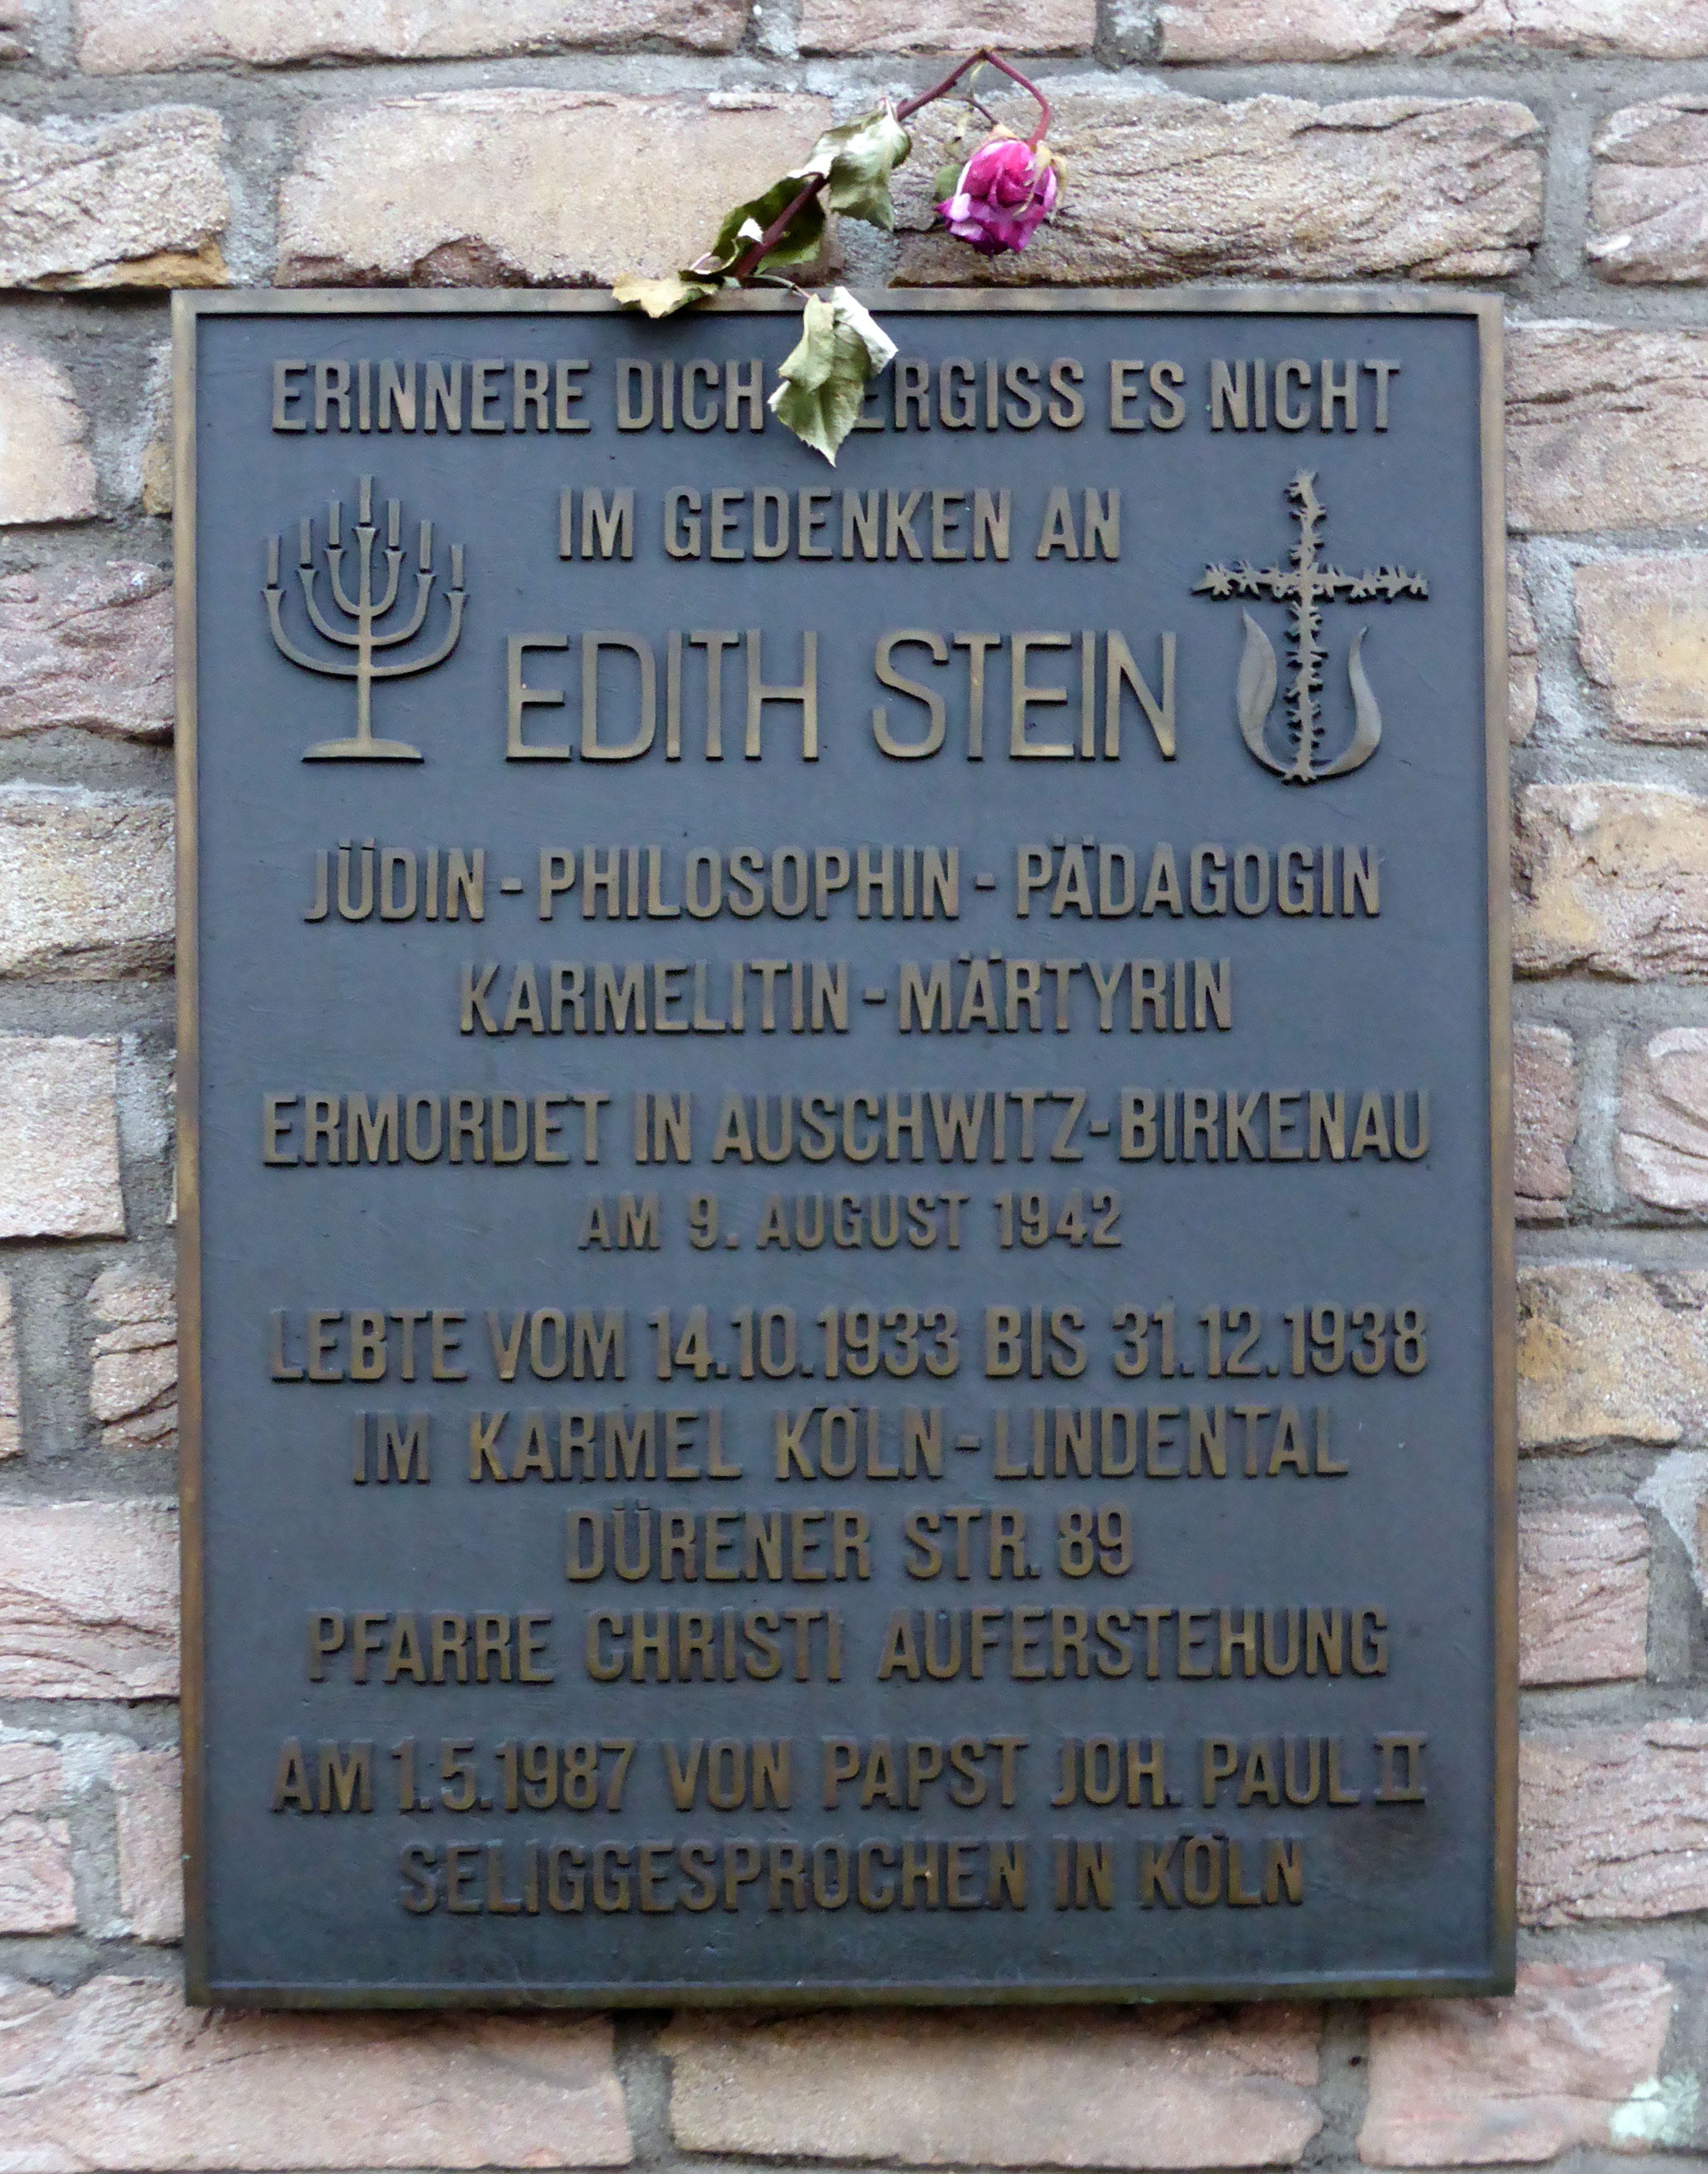 ERINNERE DICH ERGISS ES NICHT
IM GEDENKEN AN
EDITH STEIN
JÜDIN - PHILOSOPHIN - PÄDAGOGIN
KARMELITIN - MÄRTYRIN
ERMORDET IN AUSCHWITZ-BIRKENAU
AM 9. AUGUST 1942
LEBTE VOM 14.10.1933 BIS 31.12.1938
IM KARMEL KÖLN-LINDENTAL
DÜRENER STR. 89
PFARRE CHRISTI AUFERSTEHUNG
AM 1.5.1987 VON PAPST JOH. PAUL II
SELIGGESPROCHEN IN KÖLN